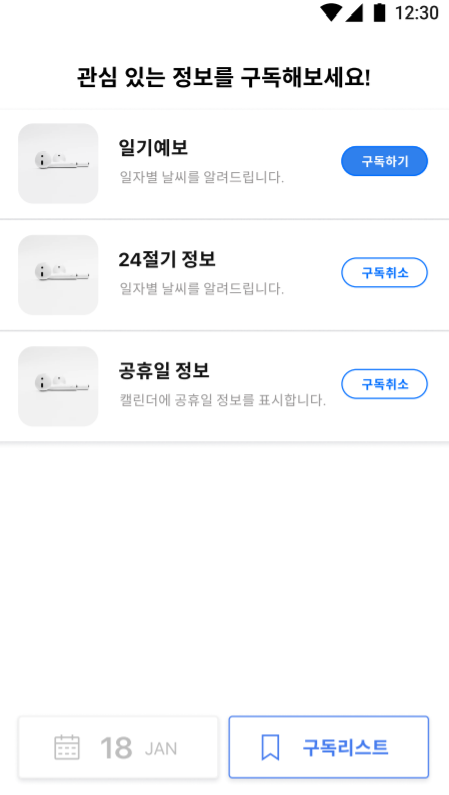 12:30
관심 있는 정보를 구독해보세요!
일기예보
일자별 날씨를 알려드립니다.
구독하기
24절기 정보
일자별 날씨를 알려드립니다.
구독취소
공휴일 정보
캘린더에 공휴일 정보를 표시합니다.
구독취소
18 JAN
구독리스트